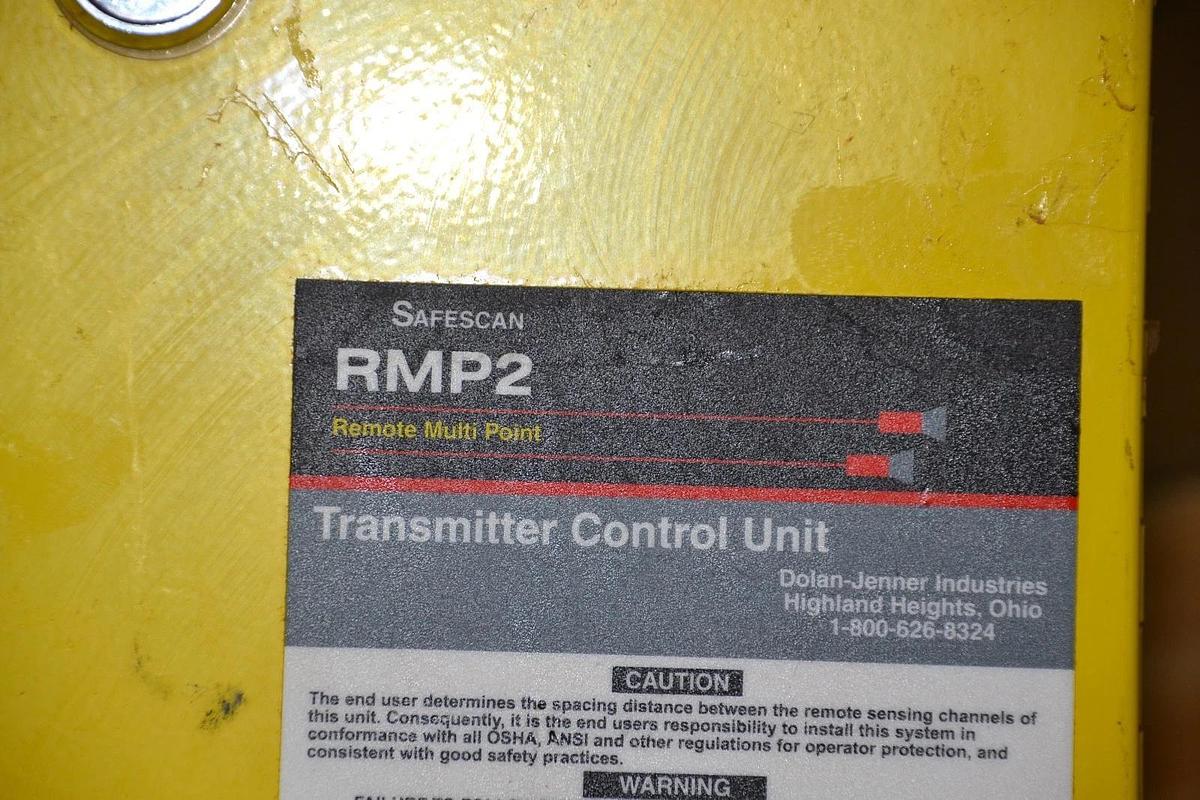 SAFESCAN
RMP2
Remote Multi Point
Transmitter Control Unit
Dolan-Jenner Industries
Highland Heights, Ohio
1-800-626-8324
CAUTION
The end user determines the spacing distance between the remote sensing channels of
this unit. Consequently, it is the end users responsibility to install this system in
conformance with all OSHA, ANSI and other regulations for operator protection, and
consistent with good safety practices.
WARNING